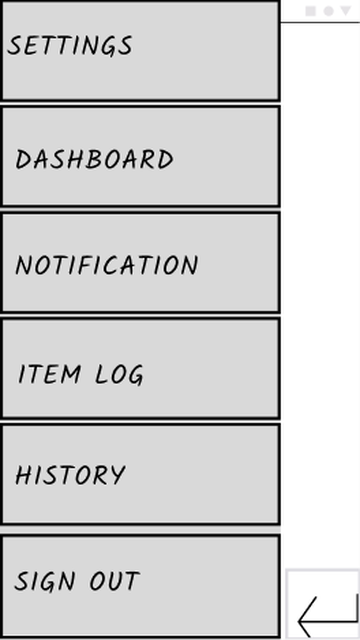 SETTINGS
DASHBOARD
NOTIFICATION
ITEM LOG
HISTORY
SIGN OUT